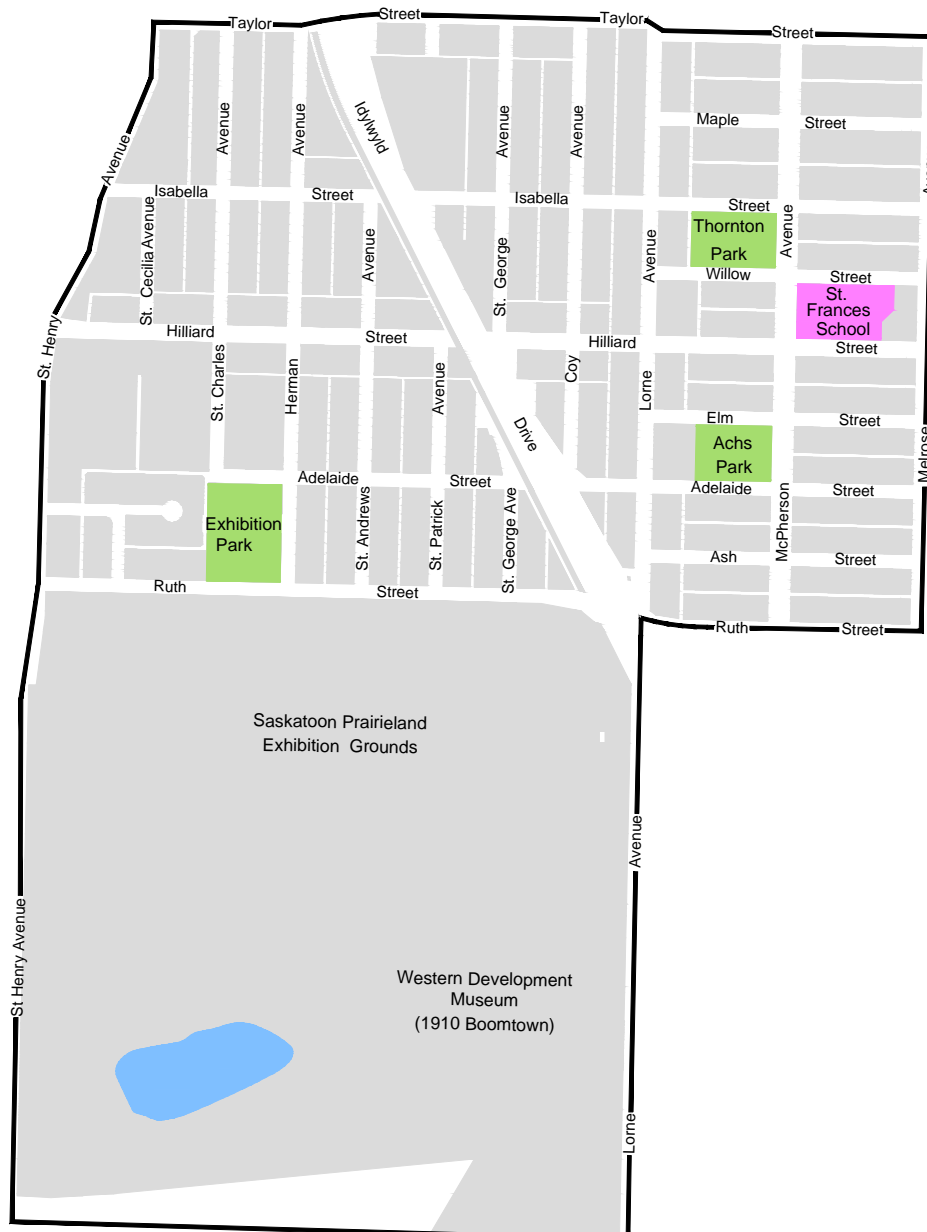 Taylor
Street
Taylor
Street
Idylwyld
Avenue
Avenue
Avenue
Avenue
Avenue
Maple
Street
Isabella
Street
Isabella
Street
Thornton
Park
Avenue
Avenue
Avenue
St. Cecilia Avenue
St. George
Willow
Street
St.
Frances
School
Hilliard
Street
Hilliard
Street
St. Henry
St. Charles
Herman
Avenue
Coy
Lorne
Drive
Elm
Street
Achs
Park
Melrose
Adelaide
Street
Adelaide
Street
Exhibition
Park
St. Andrews
St. Patrick
St. George Ave
McPherson
Ash
Street
Ruth
Street
Ruth
Street
Saskatoon Prairieland
Exhibition Grounds
Avenue
St Henry Avenue
Western Development
Museum
(1910 Boomtown)
Lorne